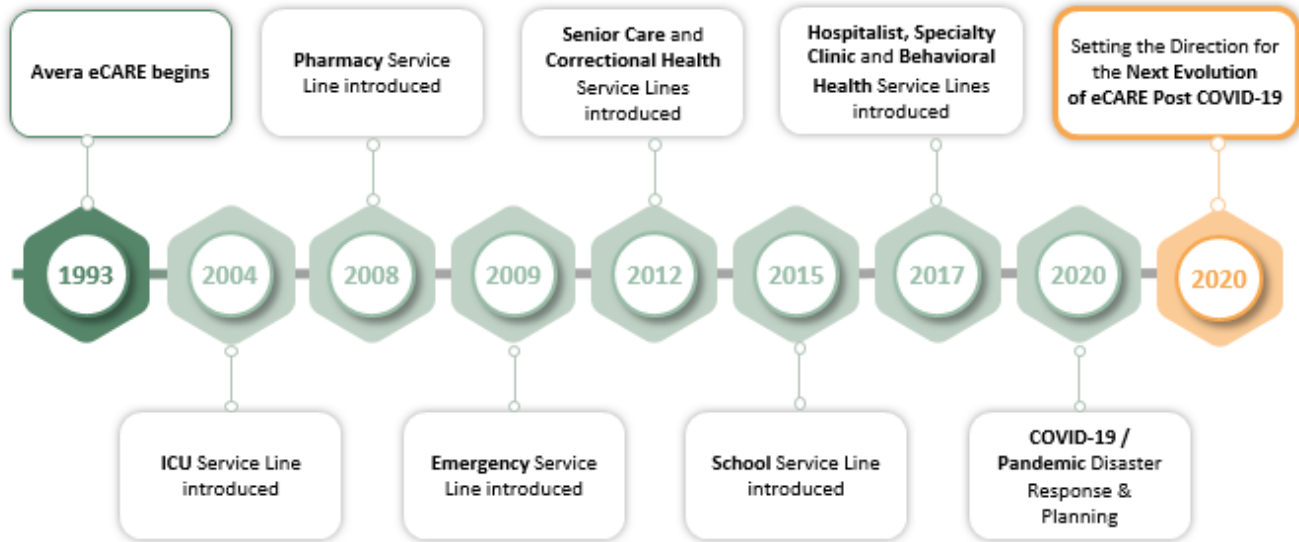 Avera eCARE begins
Pharmacy Service
Line introduced
Senior Care and
Correctional Health
Service Lines
introduced
Hospitalist, Specialty
Clinic and Behavioral
Health Service Lines
introduced
Setting the Direction for
the Next Evolution
of eCARE Post COVID-19
1993
2004
2008
2009
2012
2015
2017
2020
2020
ICU Service Line
introduced
Emergency Service
Line introduced
School Service Line
introduced
COVID-19 /
Pandemic Disaster
Response &
Planning